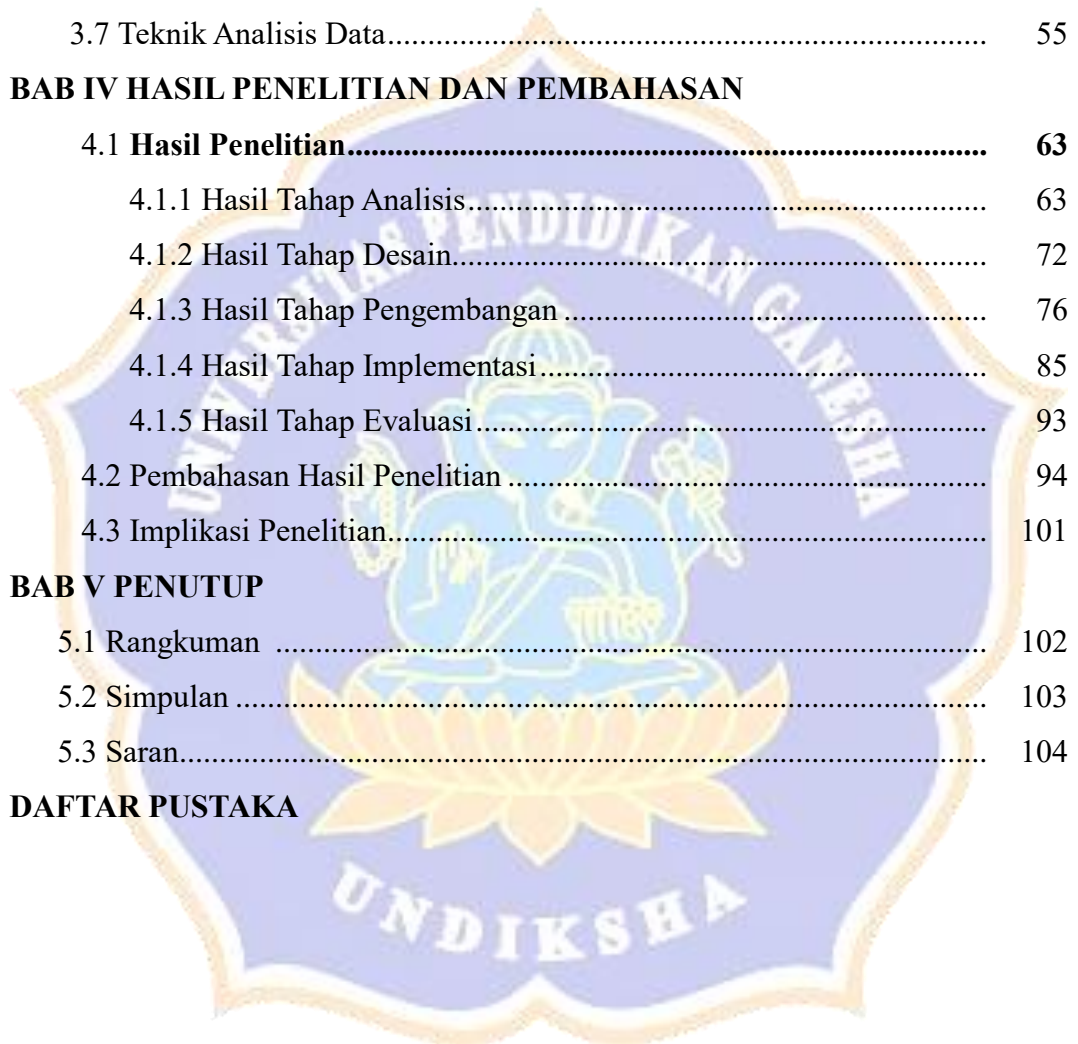 3.7 Teknik Analisis Data.......................................................................... 55
BAB IV HASIL PENELITIAN DAN PEMBAHASAN
4.1 Hasil Penelitian............................................................................... 63
4.1.1 Hasil Tahap Analisis................................................................ 63
4.1.2 Hasil Tahap Desain.................................................................. 72
4.1.3 Hasil Tahap Pengembangan.................................................... 76
4.1.4 Hasil Tahap Implementasi....................................................... 85
4.1.5 Hasil Tahap Evaluasi............................................................... 93
4.2 Pembahasan Hasil Penelitian........................................................... 94
4.3 Implikasi Penelitian.......................................................................... 101
BAB V PENUTUP
5.1 Rangkuman ........................................................................................ 102
5.2 Simpulan ............................................................................................. 103
5.3 Saran.................................................................................................... 104
DAFTAR PUSTAKA
UNIVERSITAS PENDIDIKAN GANESHA
UNDIKSHA